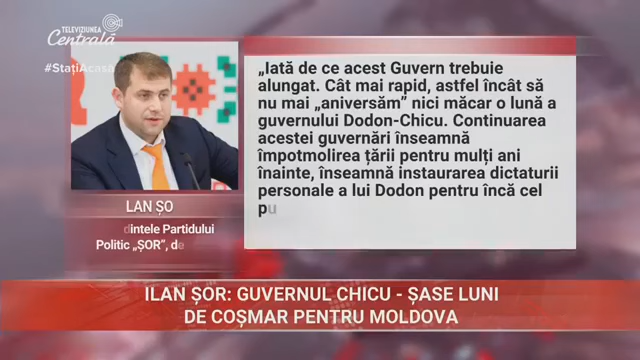 TELEVIZIUNEA
Centrală
#StațiAcasă
„Iată de ce acest Guvern trebuie
alungat. Cât mai rapid, astfel încât să
nu mai „aniversăm” nici măcar o lună a
guvernului Dodon-Chicu. Continuarea
acestei guvernări înseamnă
împotmolirea țării pentru mulți ani
înainte, înseamnă instaurarea dictaturii
personale a lui Dodon pentru încă cel
pu
LAN ȘO
dintele Partidului
Politic „ȘOR”, de
ILAN ȘOR: GUVERNUL CHICU - ȘASE LUNI
DE COȘMAR PENTRU MOLDOVA